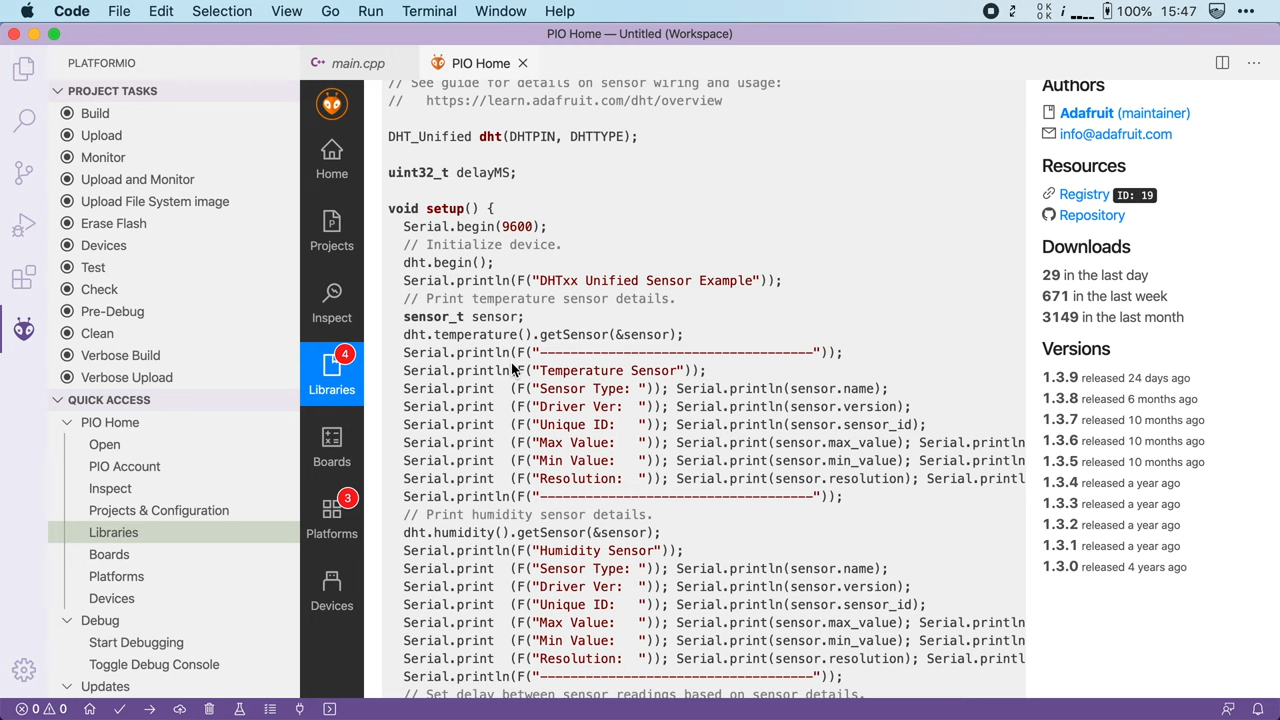 Code File Edit Selection View Go Run Terminal Window Help
0 K
0 K
100% 15:47
PIO Home — Untitled (Workspace)
PLATFORMIO
PROJECT TASKS
Build
Upload
Monitor
Upload and Monitor
Upload File System image
Erase Flash
Devices
Test
Check
Pre-Debug
Clean
Verbose Build
Verbose Upload
QUICK ACCESS
PIO Home
Open
PIO Account
Inspect
Projects & Configuration
Libraries
Boards
Platforms
Devices
Debug
Start Debugging
Toggle Debug Console
Updates
main.cpp PIO Home
Home
Projects
Inspect
4
Libraries
Boards
3
Platforms
Devices
// See guide for details on sensor wiring and usage:
//   https://learn.adafruit.com/dht/overview
DHT_Unified dht(DHTPIN, DHTTYPE);
uint32_t delayMS;
void setup() {
Serial.begin(9600);
// Initialize device.
dht.begin();
Serial.println(F("DHTxx Unified Sensor Example"));
// Print temperature sensor details.
sensor_t sensor;
dht.temperature().getSensor(&sensor);
Serial.println(F("------------------------------------"));
Serial.println(F("Temperature Sensor"));
Serial.print  (F("Sensor Type: ")); Serial.println(sensor.name);
Serial.print  (F("Driver Ver:  ")); Serial.println(sensor.version);
Serial.print  (F("Unique ID:   ")); Serial.println(sensor.sensor_id);
Serial.print  (F("Max Value:   ")); Serial.print(sensor.max_value); Serial.println
Serial.print  (F("Min Value:   ")); Serial.print(sensor.min_value); Serial.println
Serial.print  (F("Resolution:  ")); Serial.print(sensor.resolution); Serial.printl
Serial.println(F("------------------------------------"));
// Print humidity sensor details.
dht.humidity().getSensor(&sensor);
Serial.println(F("Humidity Sensor"));
Serial.print  (F("Sensor Type: ")); Serial.println(sensor.name);
Serial.print  (F("Driver Ver:  ")); Serial.println(sensor.version);
Serial.print  (F("Unique ID:   ")); Serial.println(sensor.sensor_id);
Serial.print  (F("Max Value:   ")); Serial.print(sensor.max_value); Serial.println
Serial.print  (F("Min Value:   ")); Serial.print(sensor.min_value); Serial.println
Serial.print  (F("Resolution:  ")); Serial.print(sensor.resolution); Serial.printl
Serial.println(F("------------------------------------"));
// Set delay between sensor readings based on sensor details.
Authors
Adafruit (maintainer)
info@adafruit.com
Resources
Registry ID: 19
Repository
Downloads
29 in the last day
671 in the last week
3149 in the last month
Versions
1.3.9 released 24 days ago
1.3.8 released 6 months ago
1.3.7 released 10 months ago
1.3.6 released 10 months ago
1.3.5 released 10 months ago
1.3.4 released a year ago
1.3.3 released a year ago
1.3.2 released a year ago
1.3.1 released a year ago
1.3.0 released 4 years ago
0 0